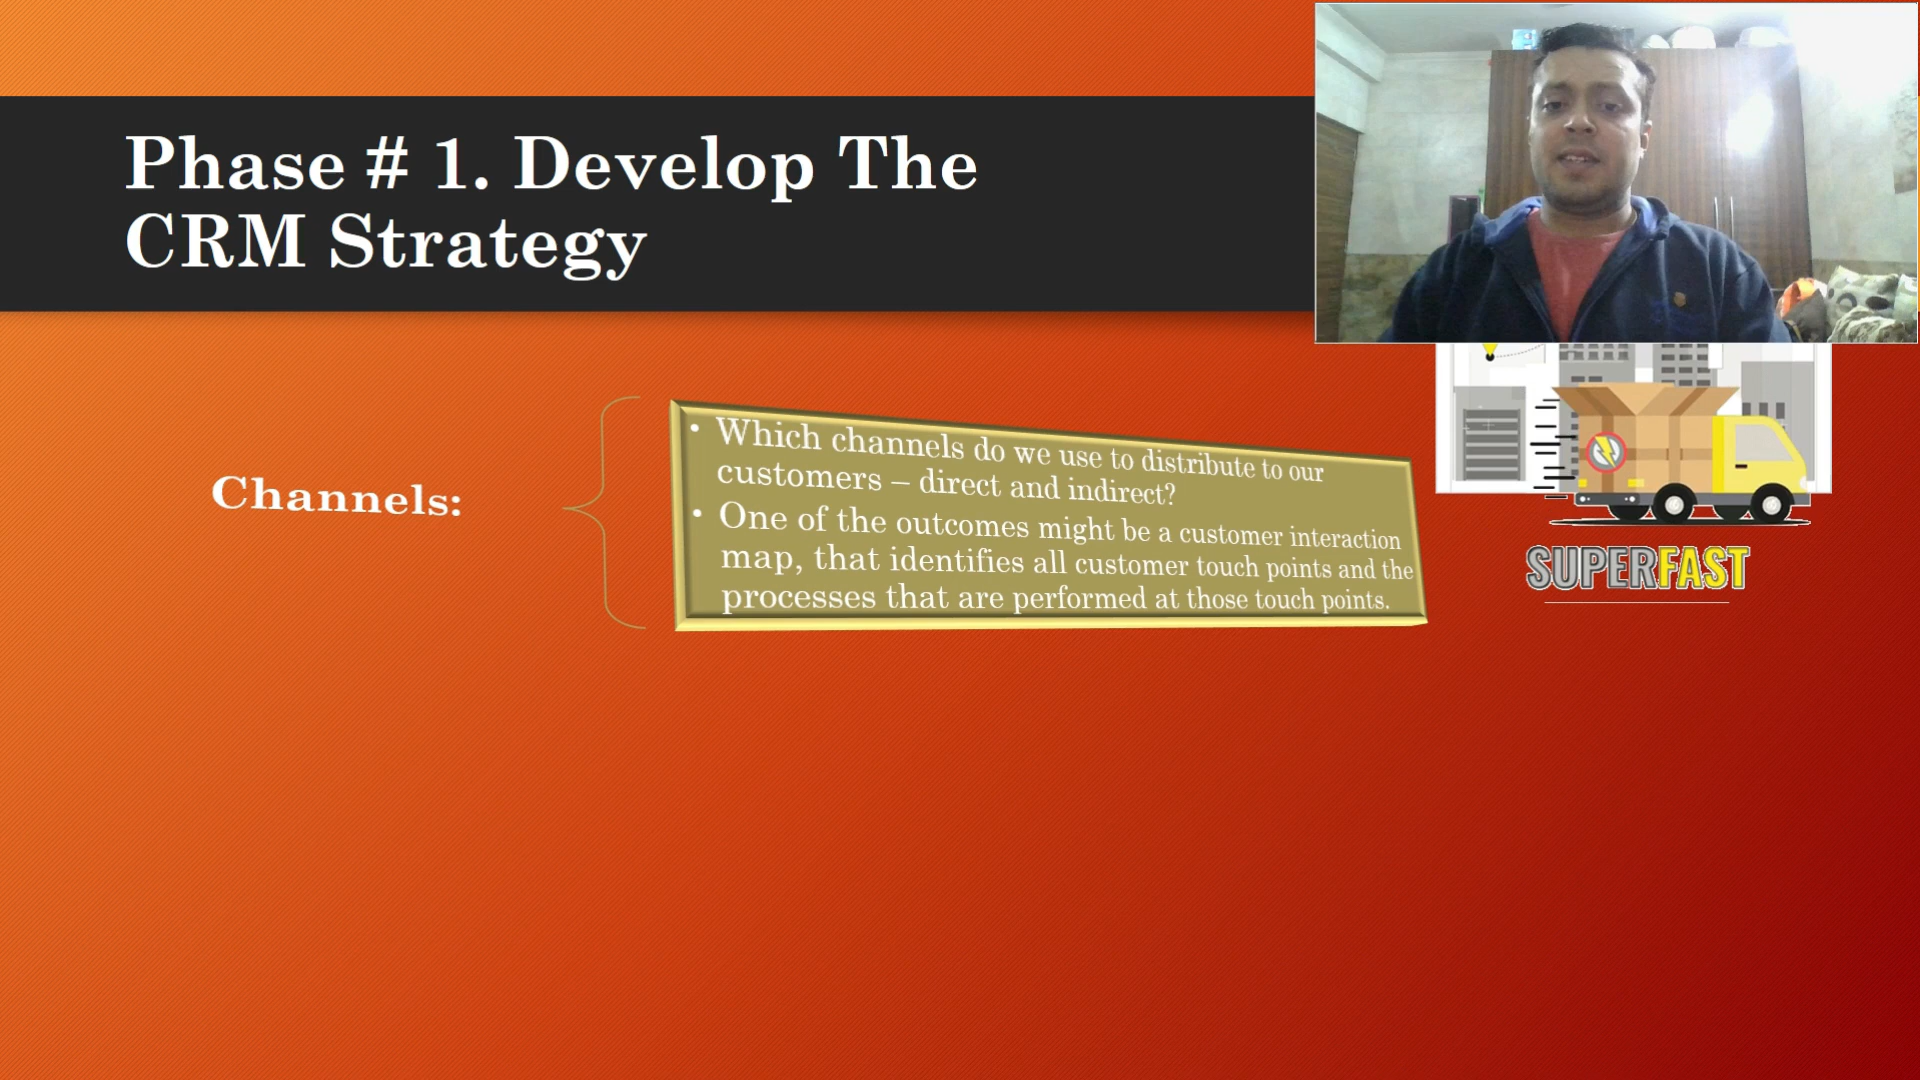 Phase # 1. Develop The
CRM Strategy
Channels:
• Which channels do we use to distribute to our
customers – direct and indirect?
• One of the outcomes might be a customer interaction
map, that identifies all customer touch points and the
processes that are performed at those touch points.
SUPERFAST